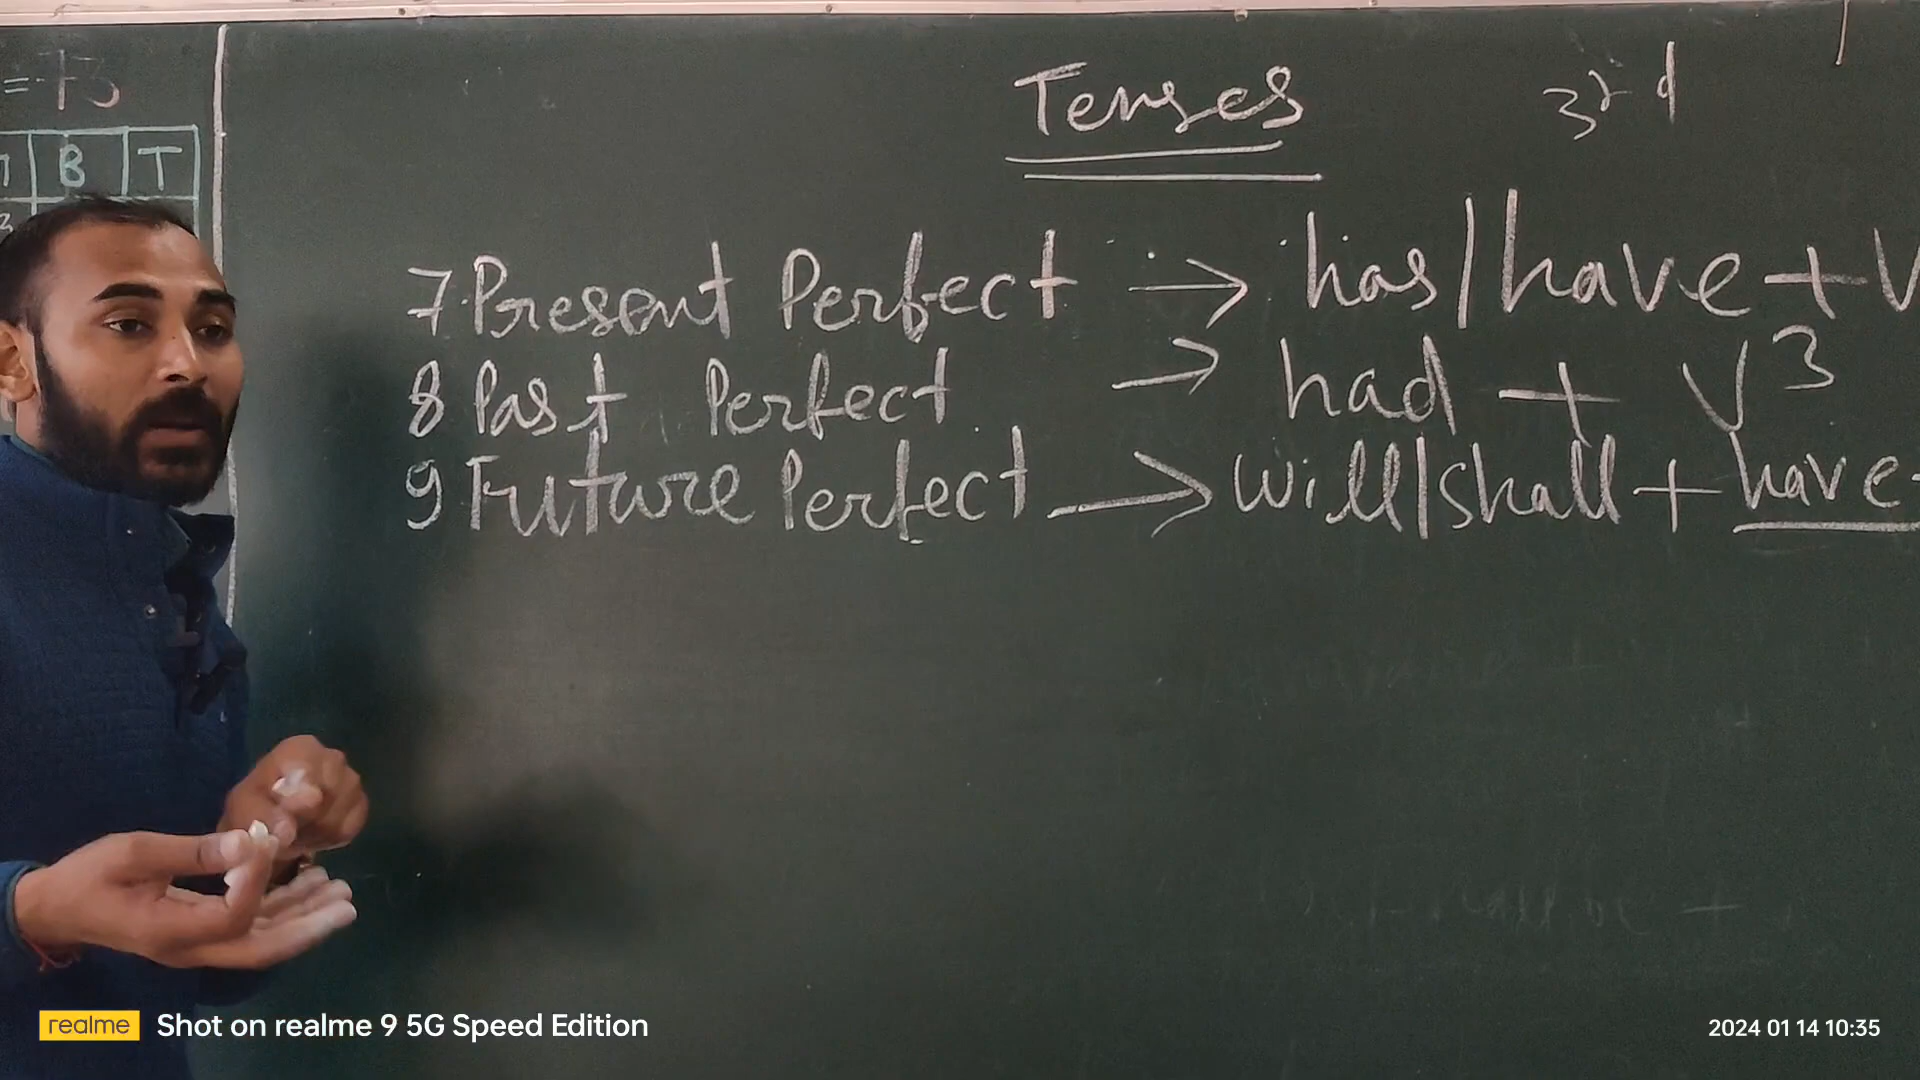 =-13
B T
Tenses 3rd
7. Present Perfect → has/have + V
8 Past Perfect → had + V3
9 Future Perfect → will/shall + have
realme Shot on realme 9 5G Speed Edition
2024 01 14 10:35